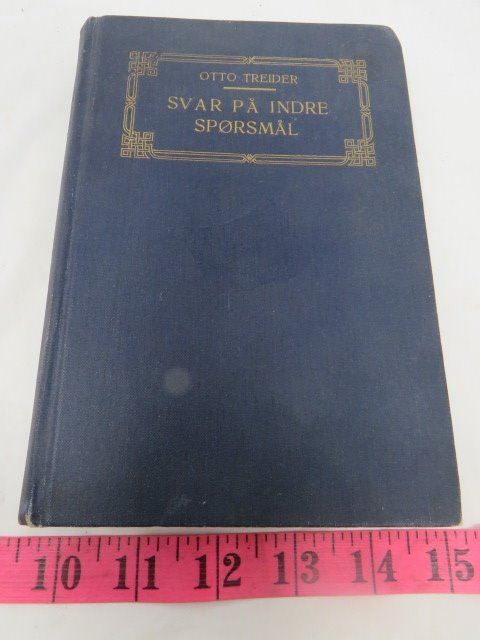 OTTO TREIDER
SVAR PÅ INDRE
SPØRSMÅL
10 11 12 13 14 15